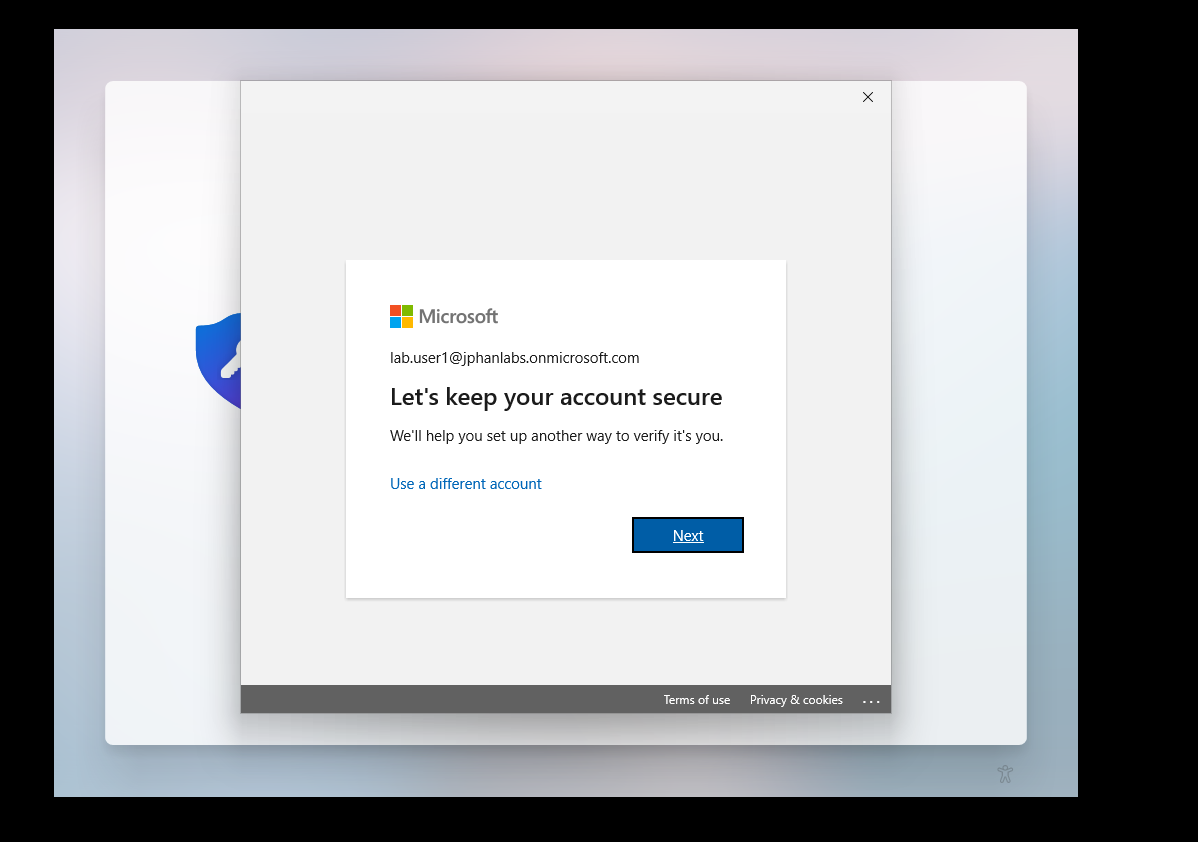 Microsoft
lab.user1@jphanlabs.onmicrosoft.com
Let's keep your account secure
We'll help you set up another way to verify it's you.
Use a different account
Next
Terms of use Privacy & cookies ...